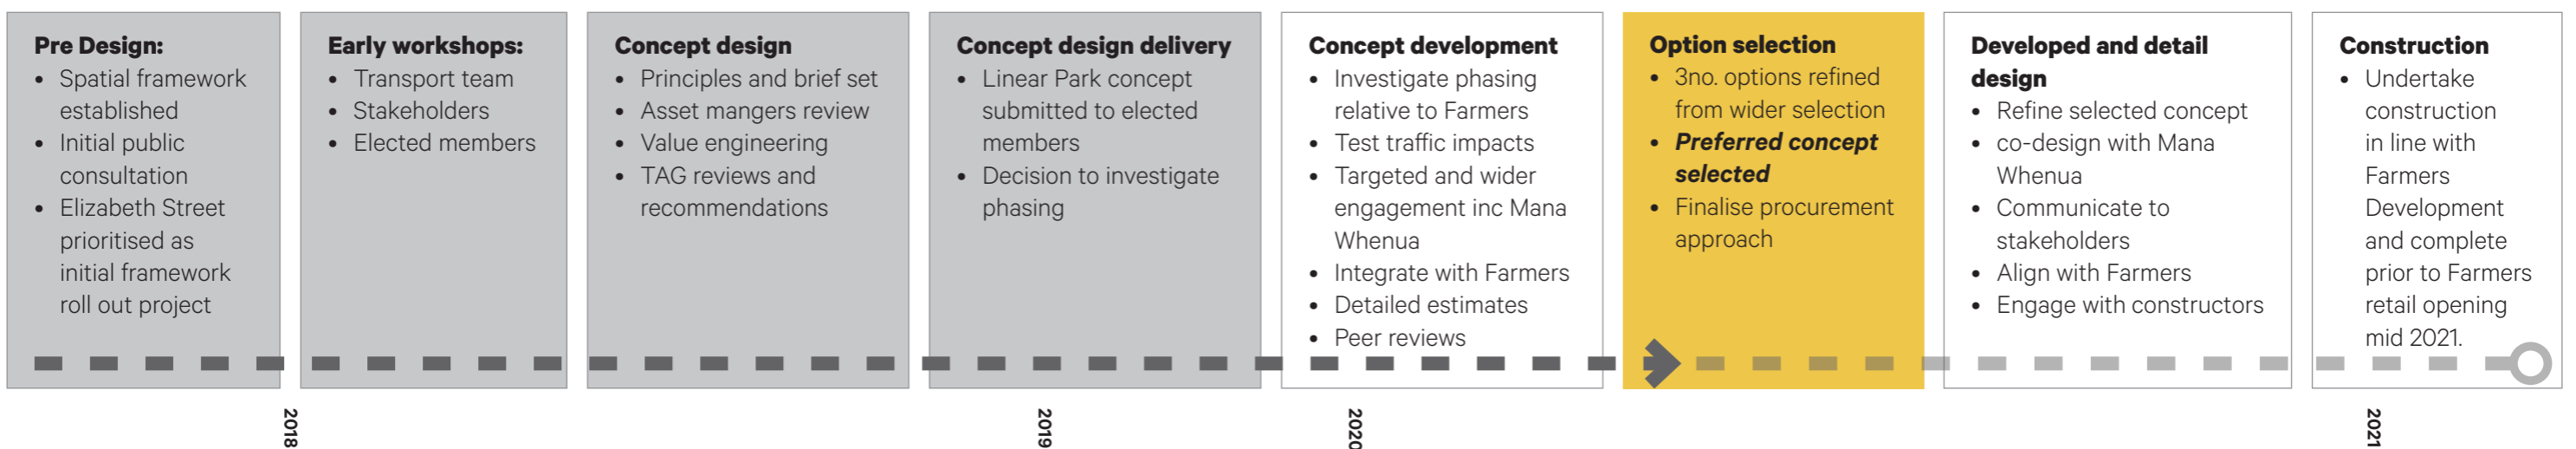 Pre Design:
• Spatial framework
established
• Initial public
consultation
• Elizabeth Street
prioritised as
initial framework
roll out project
Early workshops:
• Transport team
• Stakeholders
• Elected members
Concept design
• Principles and brief set
• Asset mangers review
• Value engineering
• TAG reviews and
recommendations
Concept design delivery
• Linear Park concept
submitted to elected
members
• Decision to investigate
phasing
Concept development
• Investigate phasing
relative to Farmers
• Test traffic impacts
• Targeted and wider
engagement inc Mana
Whenua
• Integrate with Farmers
• Detailed estimates
• Peer reviews
Option selection
• 3no. options refined
from wider selection
• Preferred concept
selected
• Finalise procurement
approach
Developed and detail
design
• Refine selected concept
• co-design with Mana
Whenua
• Communicate to
stakeholders
• Align with Farmers
• Engage with constructors
Construction
• Undertake
construction
in line with
Farmers
Development
and complete
prior to Farmers
retail opening
mid 2021.
2018
2019
2020
2021